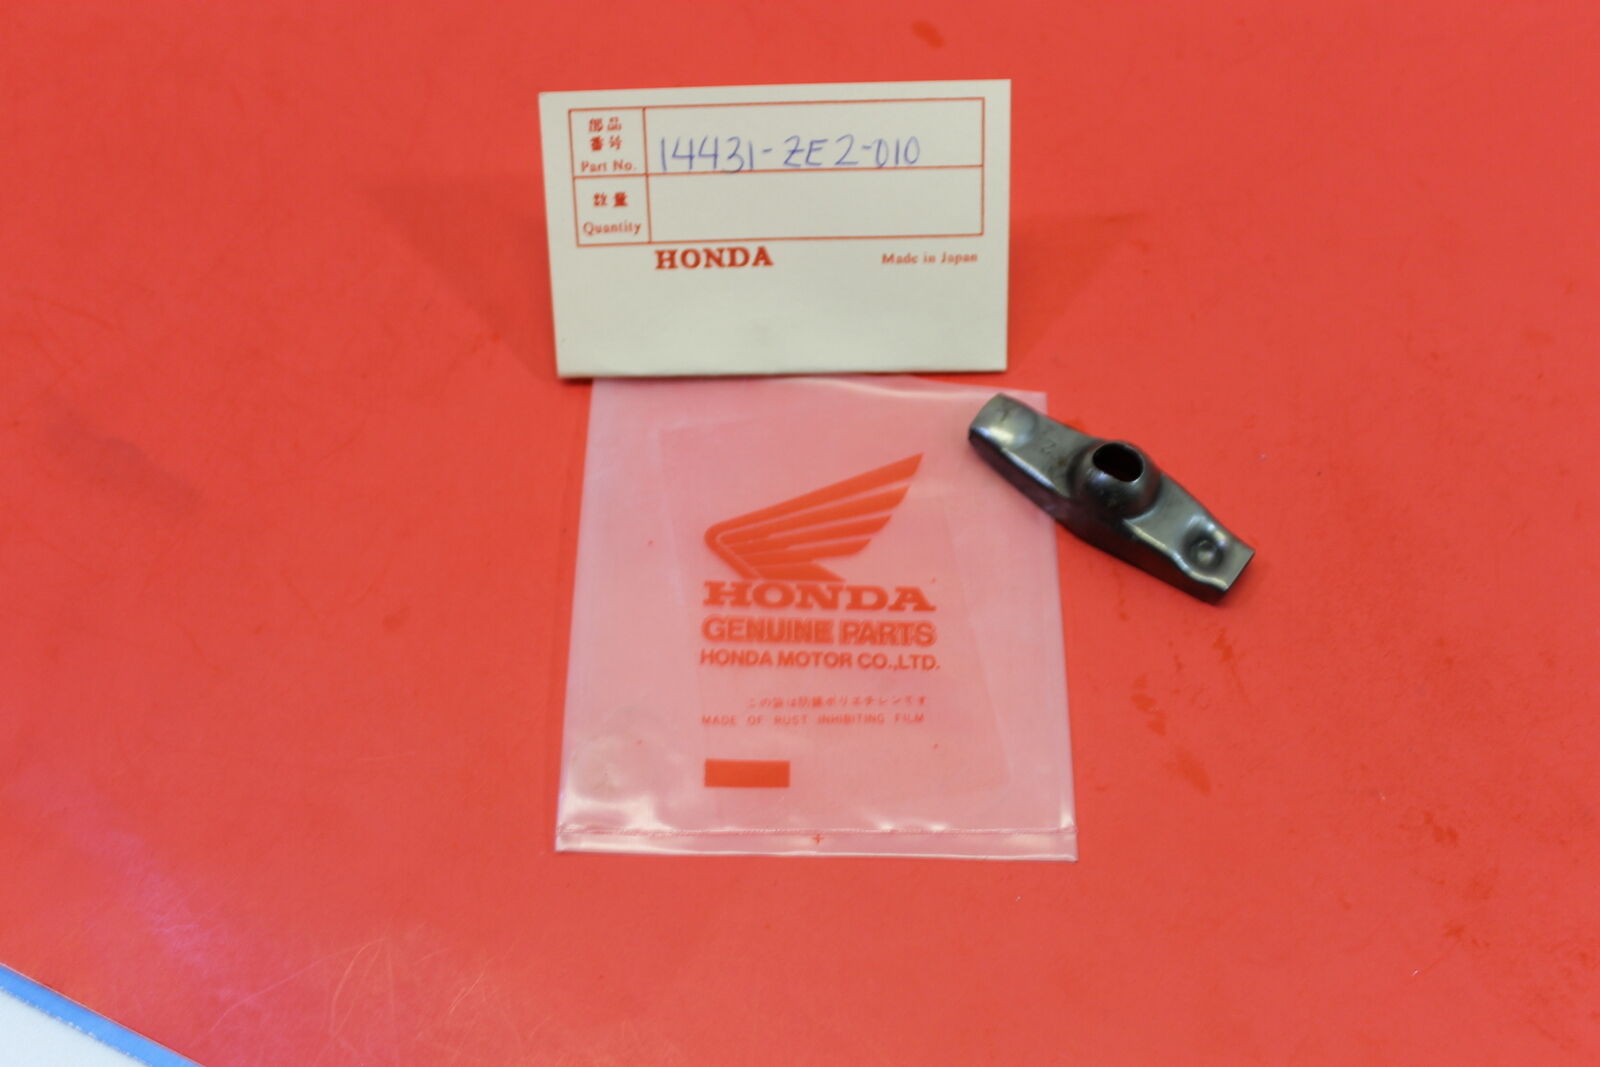 部品
番号
Part No.
14431-ZE2-010
数量
Quantity
HONDA
Made in Japan
HONDA
GENUINE PARTS
HONDA MOTOR CO.,LTD.
この袋は防錆ポリエチレンです
MADE OF RUST INHIBITING FILM